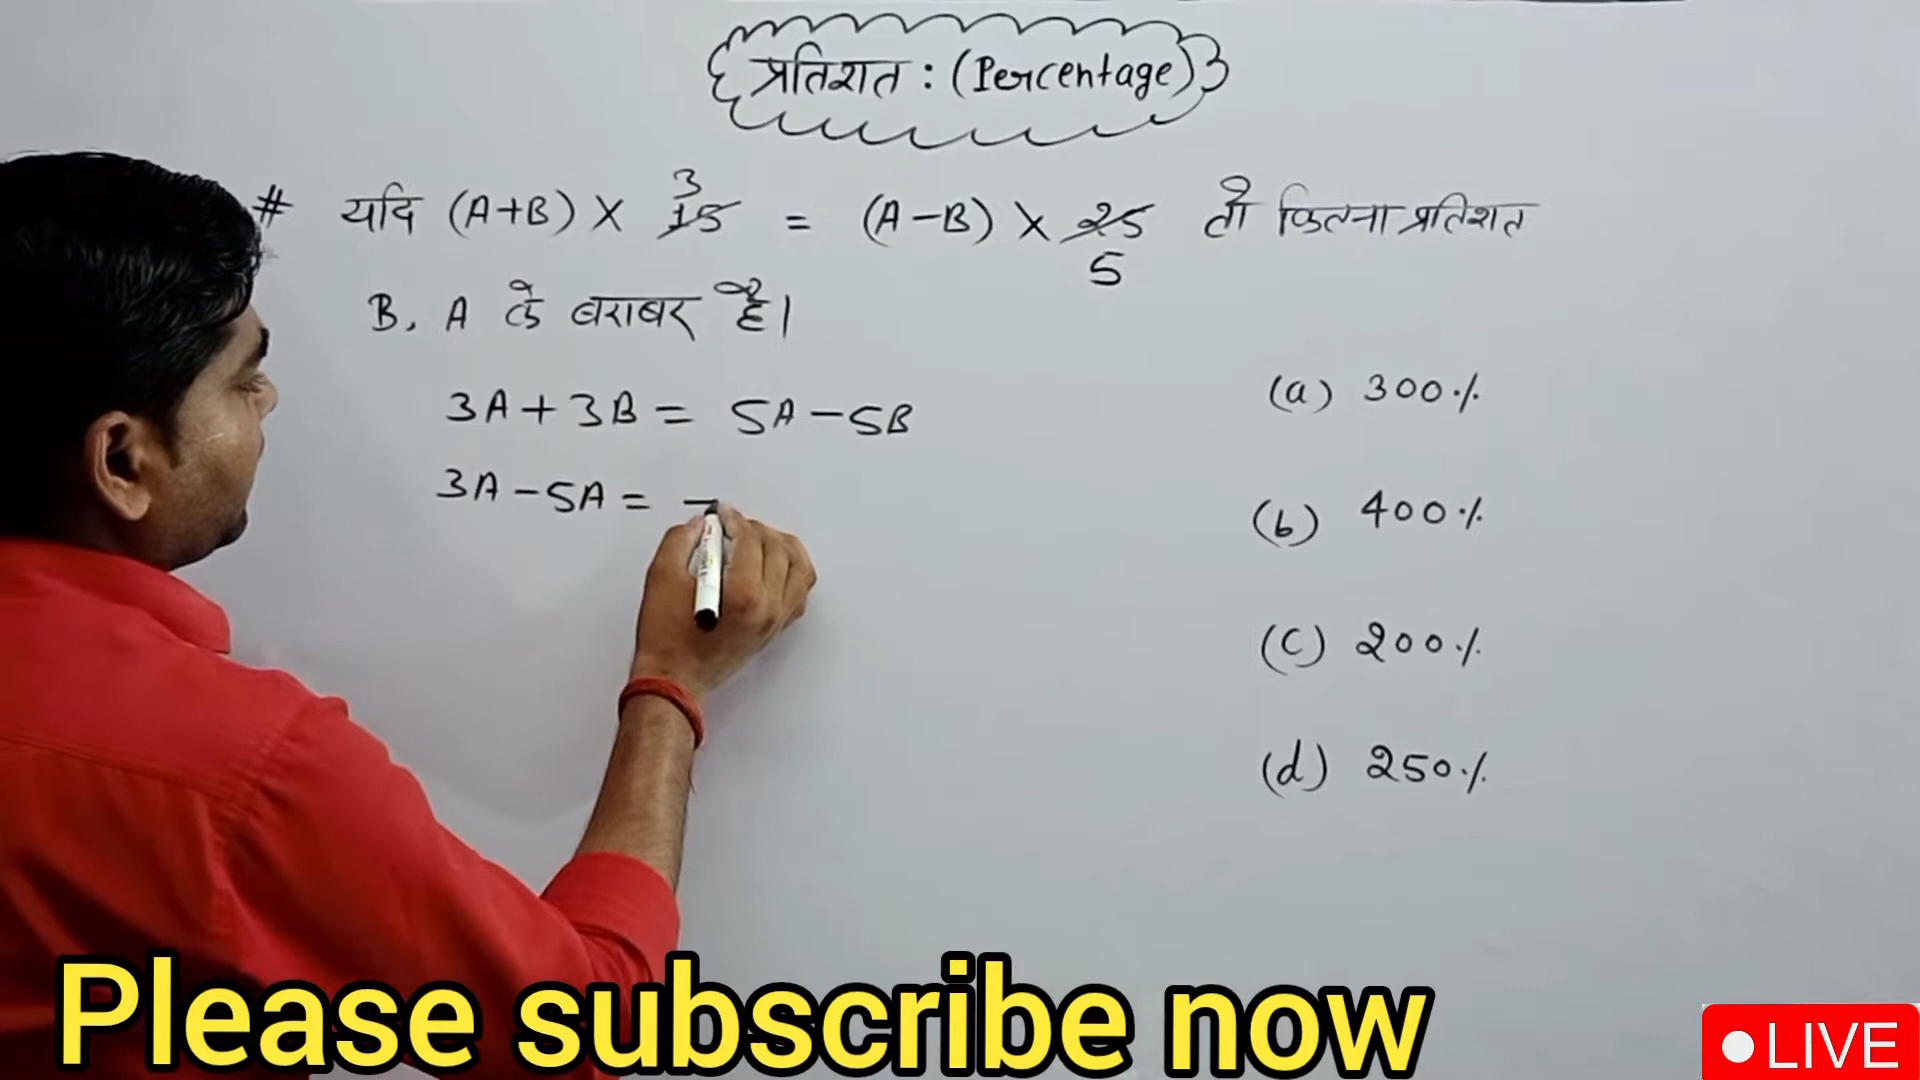 प्रतिशत : (Percentage)
# यदि (A+B) × 15 3 = (A-B) × 25 5 तो कितना प्रतिशत
B, A के बराबर है।
3A + 3B = 5A - 5B
3A - 5A = -
(a) 300%
(b) 400%
(c) 200%
(d) 250%
Please subscribe now
LIVE